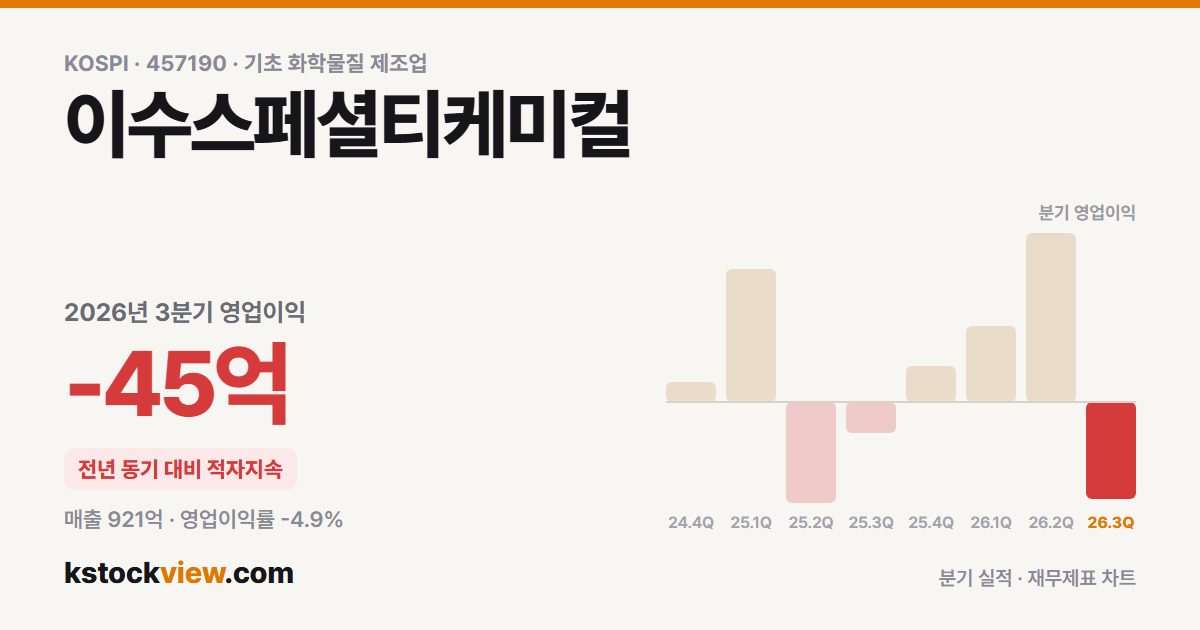 KOSPI · 457190 · 기초 화학물질 제조업
이수스페셜티케미컬
분기 영업이익
2026년 3분기 영업이익
-45억
전년 동기 대비 적자지속
매출 921억 · 영업이익률 -4.9%
24.4Q 25.1Q 25.2Q 25.3Q 25.4Q 26.1Q 26.2Q 26.3Q
kstockview.com
분기 실적 · 재무제표 차트